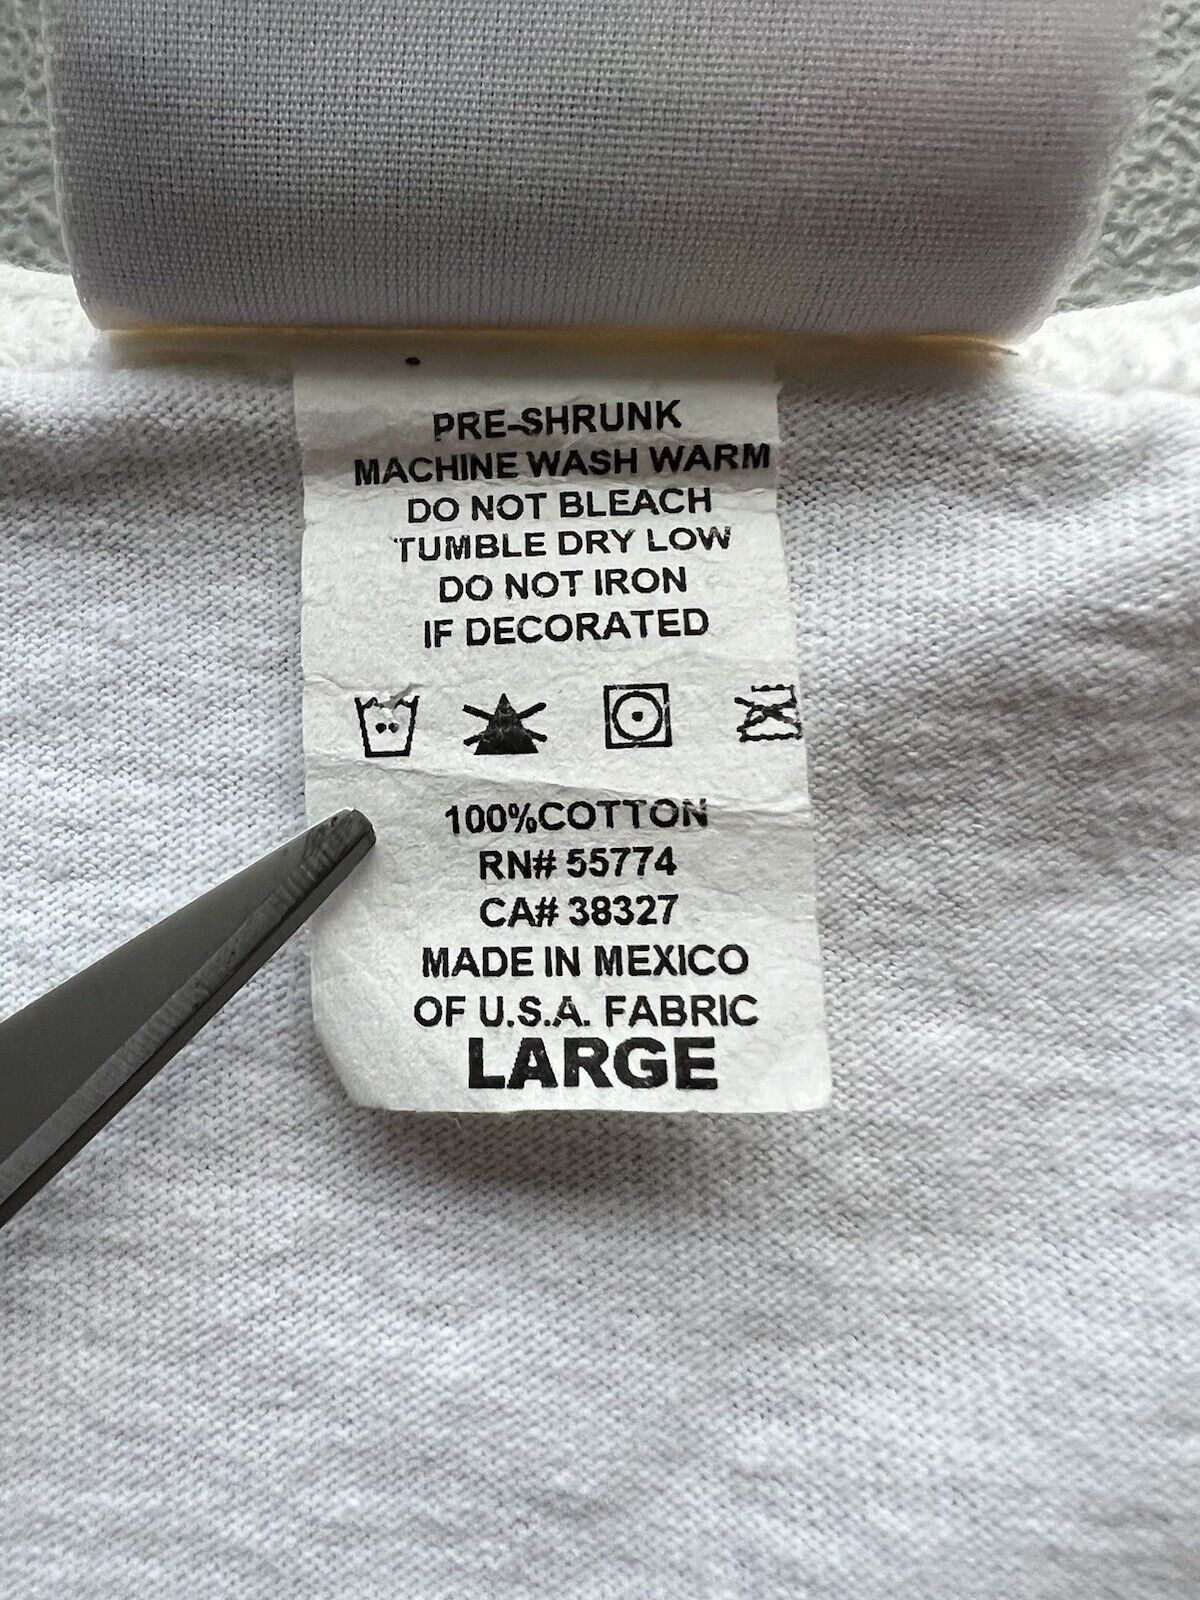 PRE-SHRUNK
MACHINE WASH WARM
DO NOT BLEACH
TUMBLE DRY LOW
DO NOT IRON
IF DECORATED
100%COTTON
RN# 55774
CA# 38327
MADE IN MEXICO
OF U.S.A. FABRIC
LARGE